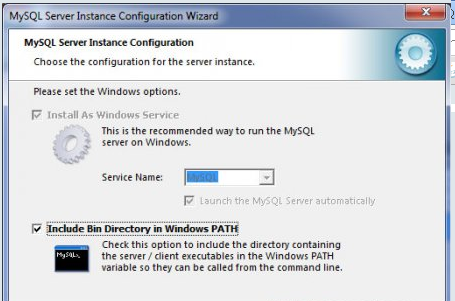 MySQL Server Instance Configuration Wizard
MySQL Server Instance Configuration
Choose the configuration for the server instance.
Please set the Windows options.
Install As Windows Service
This is the recommended way to run the MySQL
server on Windows.
Service Name: MySQL
Launch the MySQL Server automatically
Include Bin Directory in Windows PATH
Check this option to include the directory containing
the server / client executables in the Windows PATH
variable so they can be called from the command line.